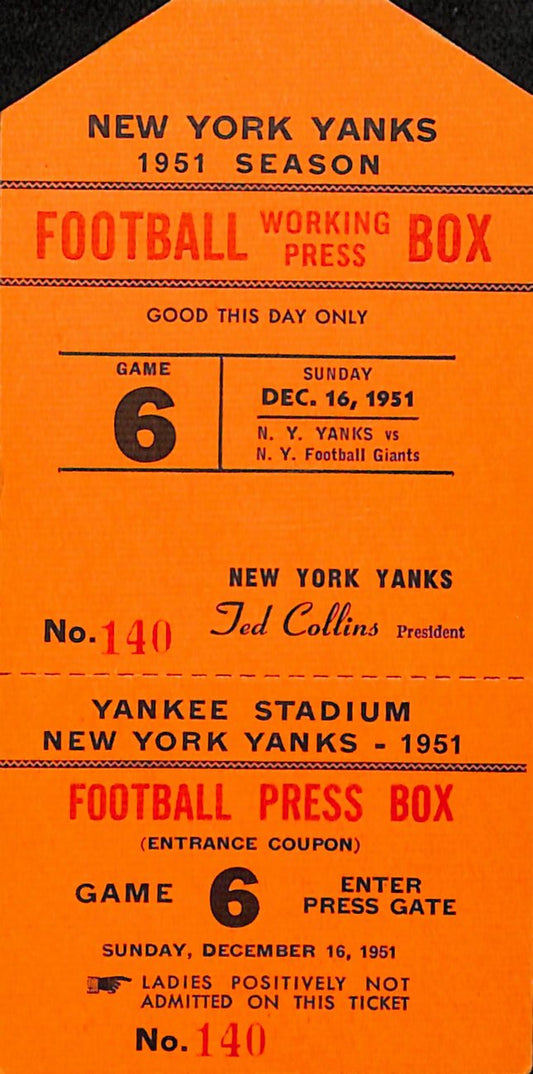 NEW YORK YANKS
1951 SEASON
FOOTBALL WORKING PRESS BOX
GOOD THIS DAY ONLY
GAME
6
SUNDAY
DEC. 16, 1951
N. Y. YANKS vs
N. Y. Football Giants
NEW YORK YANKS
Ted Collins President
No. 140
YANKEE STADIUM
NEW YORK YANKS - 1951
FOOTBALL PRESS BOX
(ENTRANCE COUPON)
GAME 6 ENTER
PRESS GATE
SUNDAY, DECEMBER 16, 1951
LADIES POSITIVELY NOT
ADMITTED ON THIS TICKET
No. 140